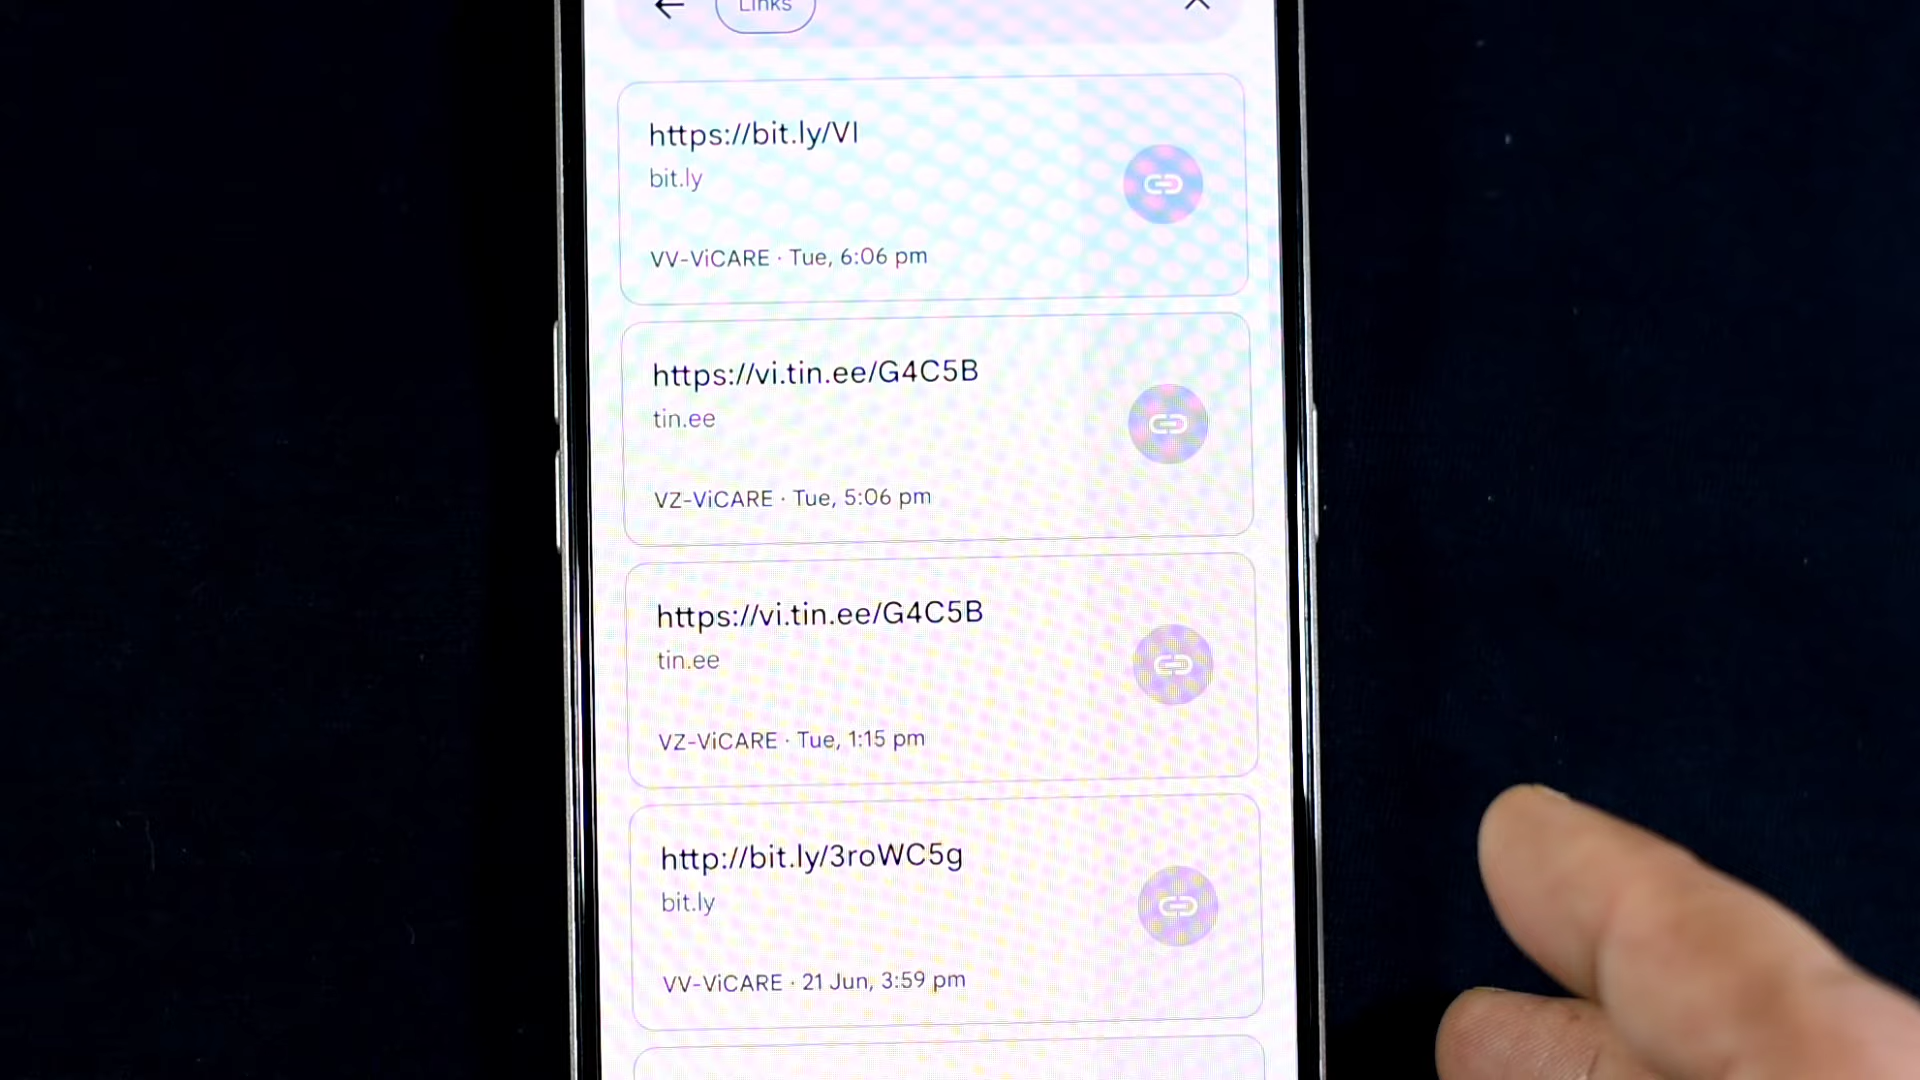 Links
https://bit.ly/VI
bit.ly
VV-ViCARE · Tue, 6:06 pm
https://vi.tin.ee/G4C5B
tin.ee
VZ-ViCARE · Tue, 5:06 pm
https://vi.tin.ee/G4C5B
tin.ee
VZ-ViCARE · Tue, 1:15 pm
http://bit.ly/3roWC5g
bit.ly
VV-ViCARE · 21 Jun, 3:59 pm